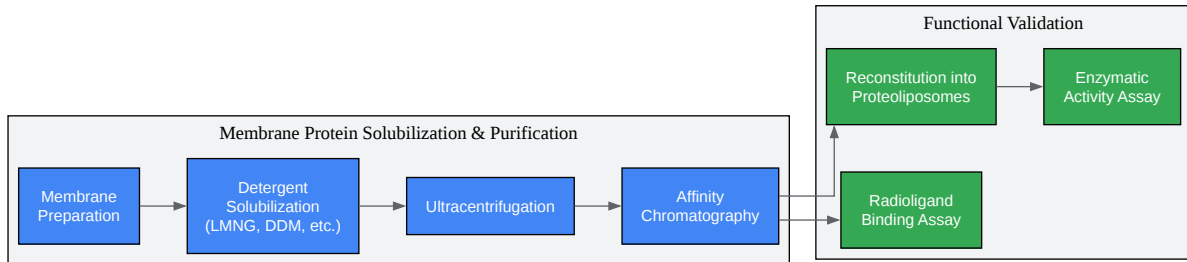 Functional Validation
Reconstitution into
Proteoliposomes
Enzymatic
Activity Assay
Membrane Protein Solubilization & Purification
Membrane
Preparation
Detergent
Solubilization
(LMNG, DDM, etc.)
Ultracentrifugation
Affinity
Chromatography
Radioligand
Binding Assay